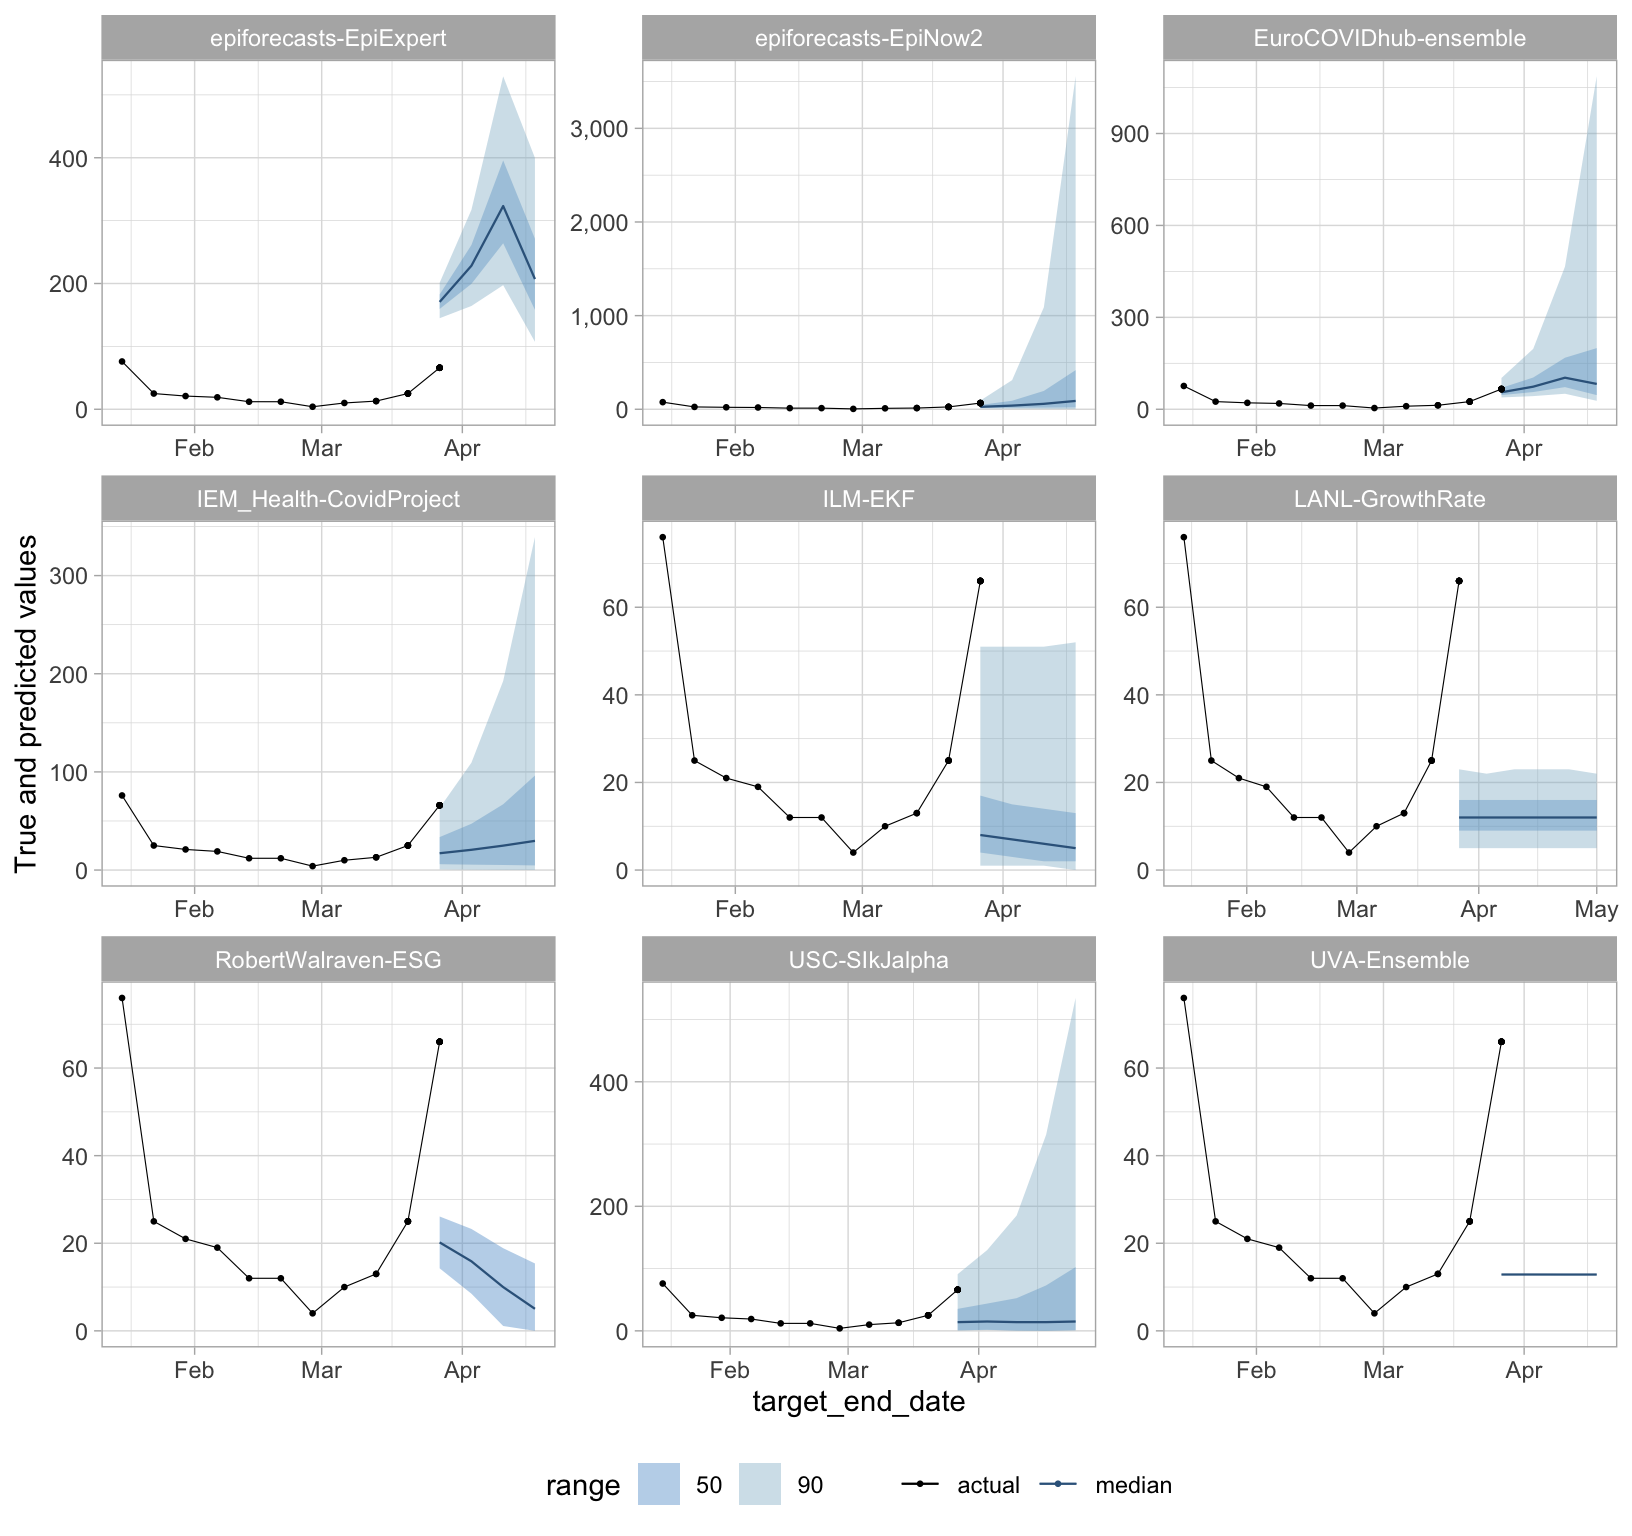 epiforecasts-EpiExpert
epiforecasts-EpiNow2
EuroCOVIDhub-ensemble
400
200
0
Feb Mar Apr
3,000
2,000
1,000
0
Feb Mar Apr
900
600
300
0
Feb Mar Apr
True and predicted values
IEM_Health-CovidProject
ILM-EKF
LANL-GrowthRate
300
200
100
0
Feb Mar Apr
60
40
20
0
Feb Mar Apr
60
40
20
0
Feb Mar Apr May
RobertWalraven-ESG
USC-SIkJalpha
UVA-Ensemble
60
40
20
0
Feb Mar Apr
400
200
0
Feb Mar Apr
60
40
20
0
Feb Mar Apr
target_end_date
range 50 90 actual median